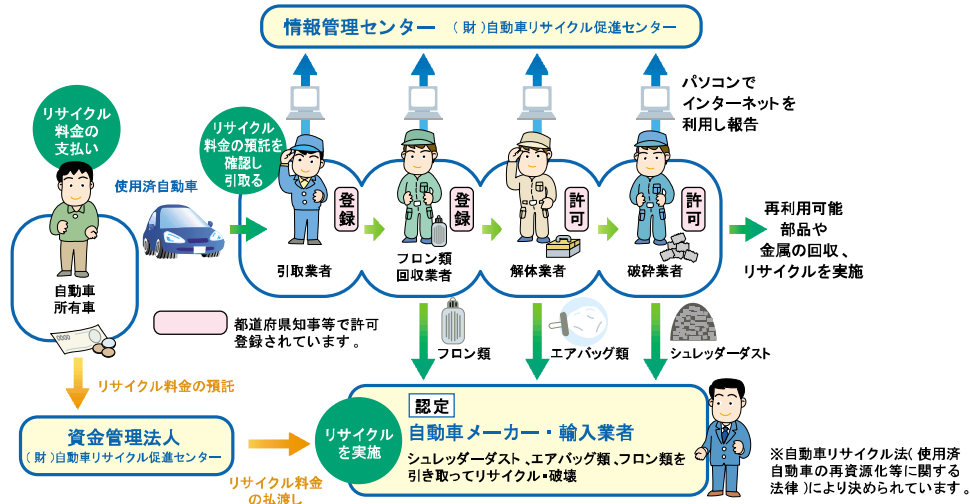 情報管理センター (財)自動車リサイクル促進センター
パソコンで
インターネットを
利用し報告
リサイクル
料金の
支払い
リサイクル
料金の預託を
確認し
引取る
使用済自動車
登録
登録
許可
許可
引取業者
フロン類
回収業者
解体業者
破砕業者
再利用可能
部品や
金属の回収、
リサイクルを実施
自動車
所有車
都道府県知事等で許可
登録されています。
フロン類
エアバッグ類
シュレッダーダスト
リサイクル料金の預託
資金管理法人
(財)自動車リサイクル促進センター
リサイクル料金
の払渡し
リサイクル
を実施
認定
自動車メーカー・輸入業者
シュレッダーダスト、エアバッグ類、フロン類を
引き取ってリサイクル・破壊
※自動車リサイクル法(使用済
自動車の再資源化等に関する
法律)により決められています。